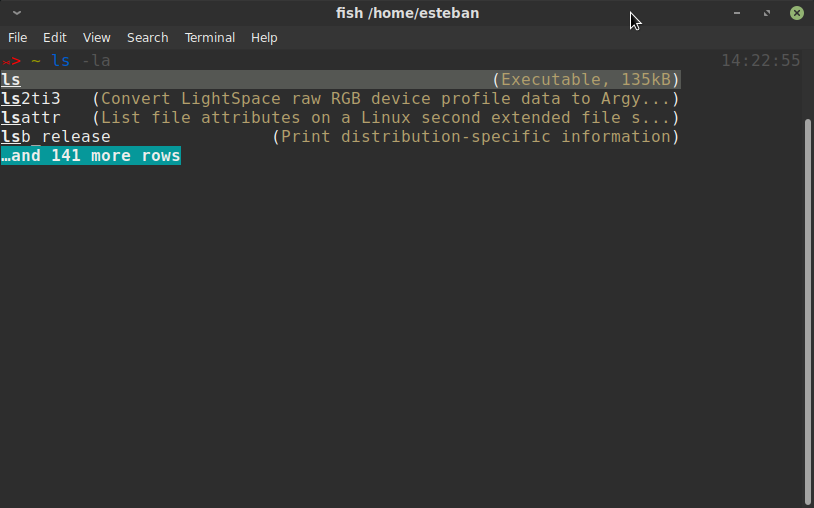 fish /home/esteban
File Edit View Search Terminal Help
~> ~ ls -la 14:22:55
ls (Executable, 135kB)
ls2ti3 (Convert LightSpace raw RGB device profile data to Argy...)
lsattr (List file attributes on a Linux second extended file s...)
lsb_release (Print distribution-specific information)
…and 141 more rows